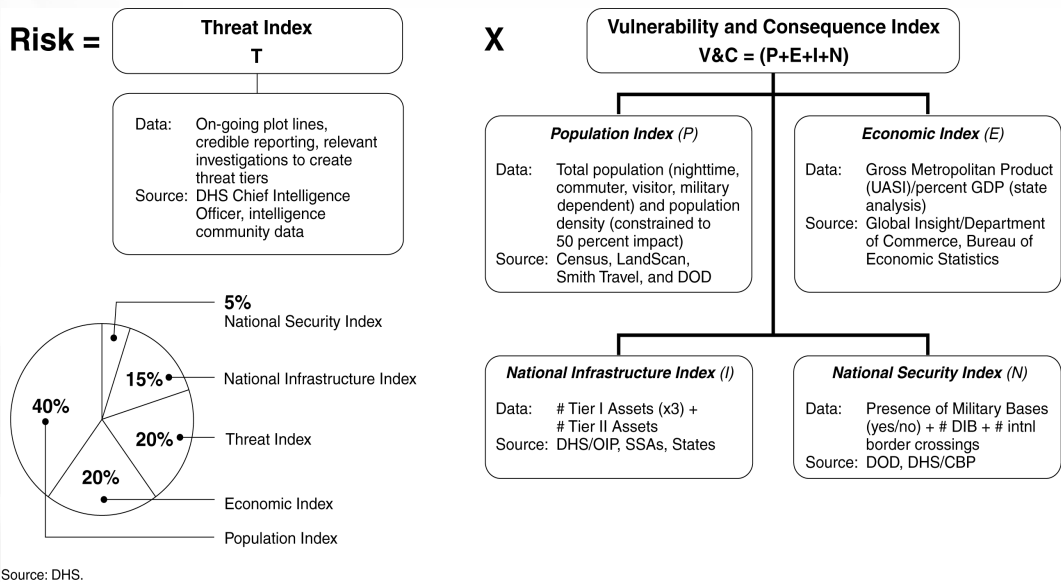 Risk =
Threat Index
T
X
Vulnerability and Consequence Index
V&C = (P+E+I+N)
Data: On-going plot lines,
credible reporting, relevant
investigations to create
threat tiers
Source: DHS Chief Intelligence
Officer, intelligence
community data
Population Index (P)
Data: Total population (nighttime,
commuter, visitor, military
dependent) and population
density (constrained to
50 percent impact)
Source: Census, LandScan,
Smith Travel, and DOD
Economic Index (E)
Data: Gross Metropolitan Product
(UASI)/percent GDP (state
analysis)
Source: Global Insight/Department
of Commerce, Bureau of
Economic Statistics
5%
National Security Index
15%
National Infrastructure Index
40%
20%
Threat Index
20%
Economic Index
Population Index
National Infrastructure Index (I)
Data: # Tier I Assets (x3) +
# Tier II Assets
Source: DHS/OIP, SSAs, States
National Security Index (N)
Data: Presence of Military Bases
(yes/no) + # DIB + # intnl
border crossings
Source: DOD, DHS/CBP
Source: DHS.